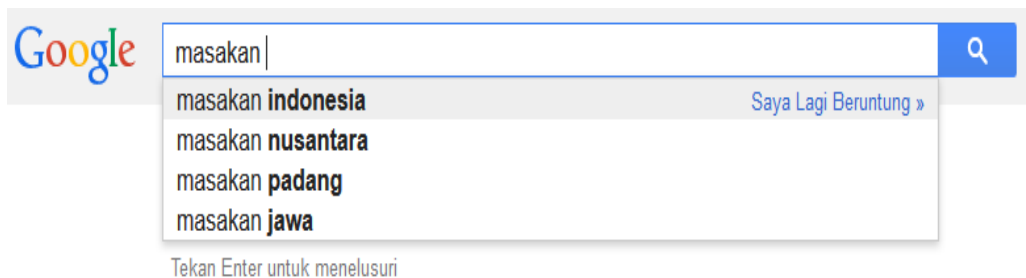 Google masakan
masakan indonesia Saya Lagi Beruntung »
masakan nusantara
masakan padang
masakan jawa
Tekan Enter untuk menelusuri